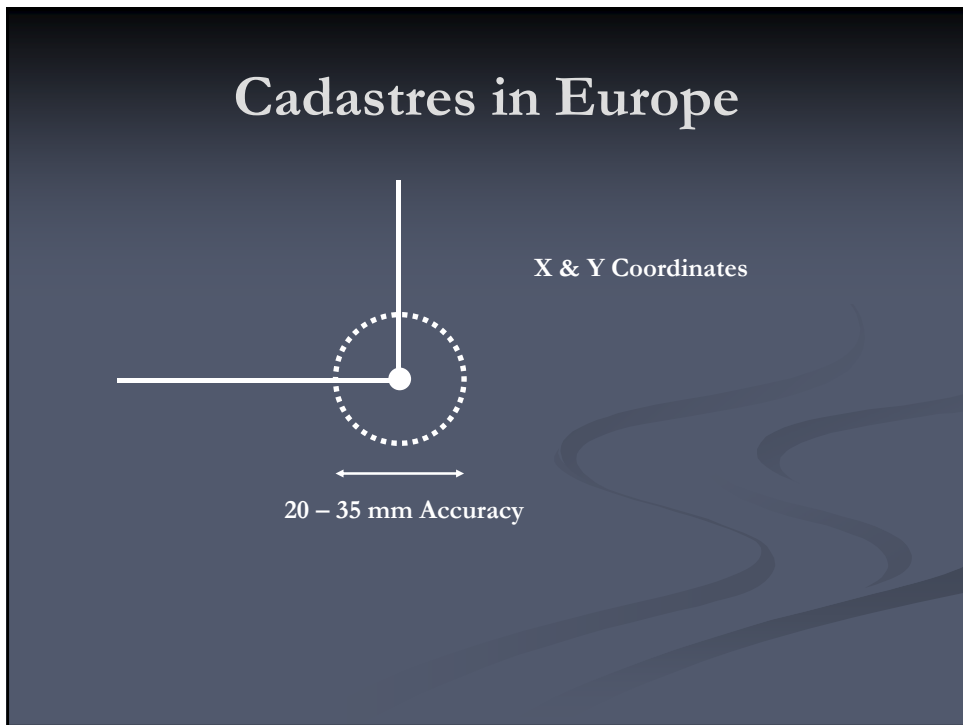 Cadastres in Europe
X & Y Coordinates
20 – 35 mm Accuracy